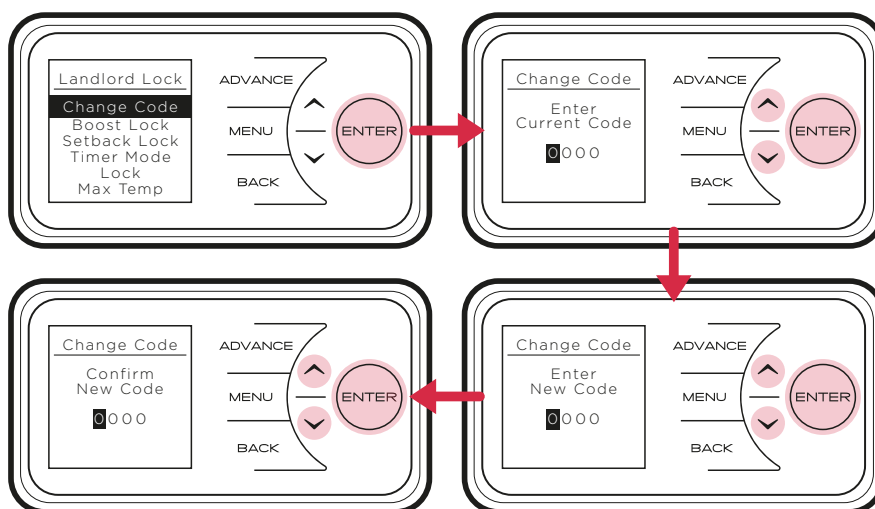 Landlord Lock
Change Code
Boost Lock
Setback Lock
Timer Mode
Lock
Max Temp
ADVANCE
MENU
BACK
ENTER
Change Code
Enter
Current Code
0000
ADVANCE
MENU
BACK
ENTER
Change Code
Confirm
New Code
0000
ADVANCE
MENU
BACK
ENTER
Change Code
Enter
New Code
0000
ADVANCE
MENU
BACK
ENTER